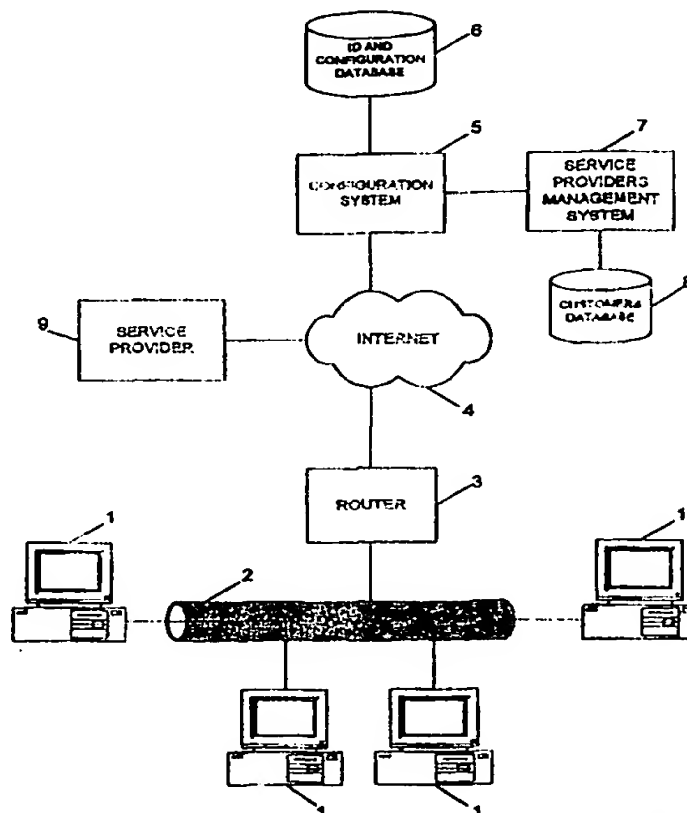 6
ID AND
CONFIGURATION
DATABASE
5
7
CONFIGURATION
SYSTEM
SERVICE
PROVIDERS
MANAGEMENT
SYSTEM
8
CUSTOMERS
DATABASE
9
SERVICE
PROVIDER
INTERNET
4
3
ROUTER
1
1
2
1
1